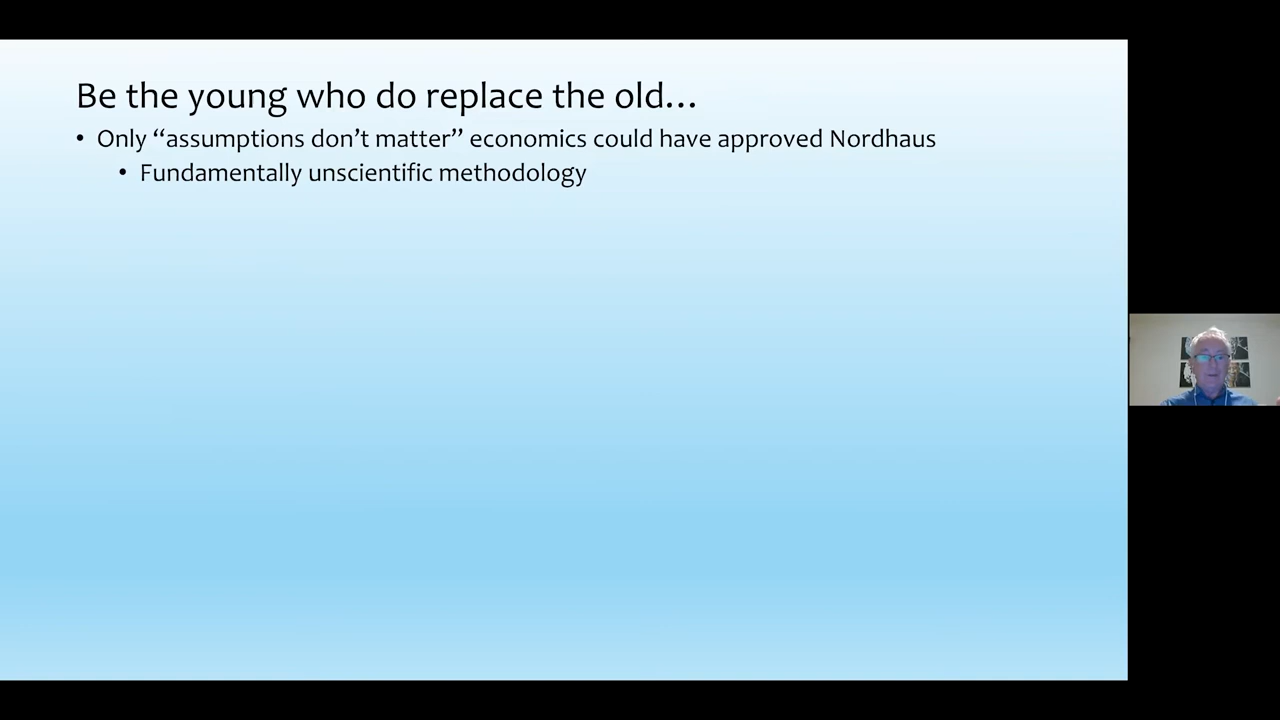 Be the young who do replace the old…
• Only “assumptions don’t matter” economics could have approved Nordhaus
• Fundamentally unscientific methodology